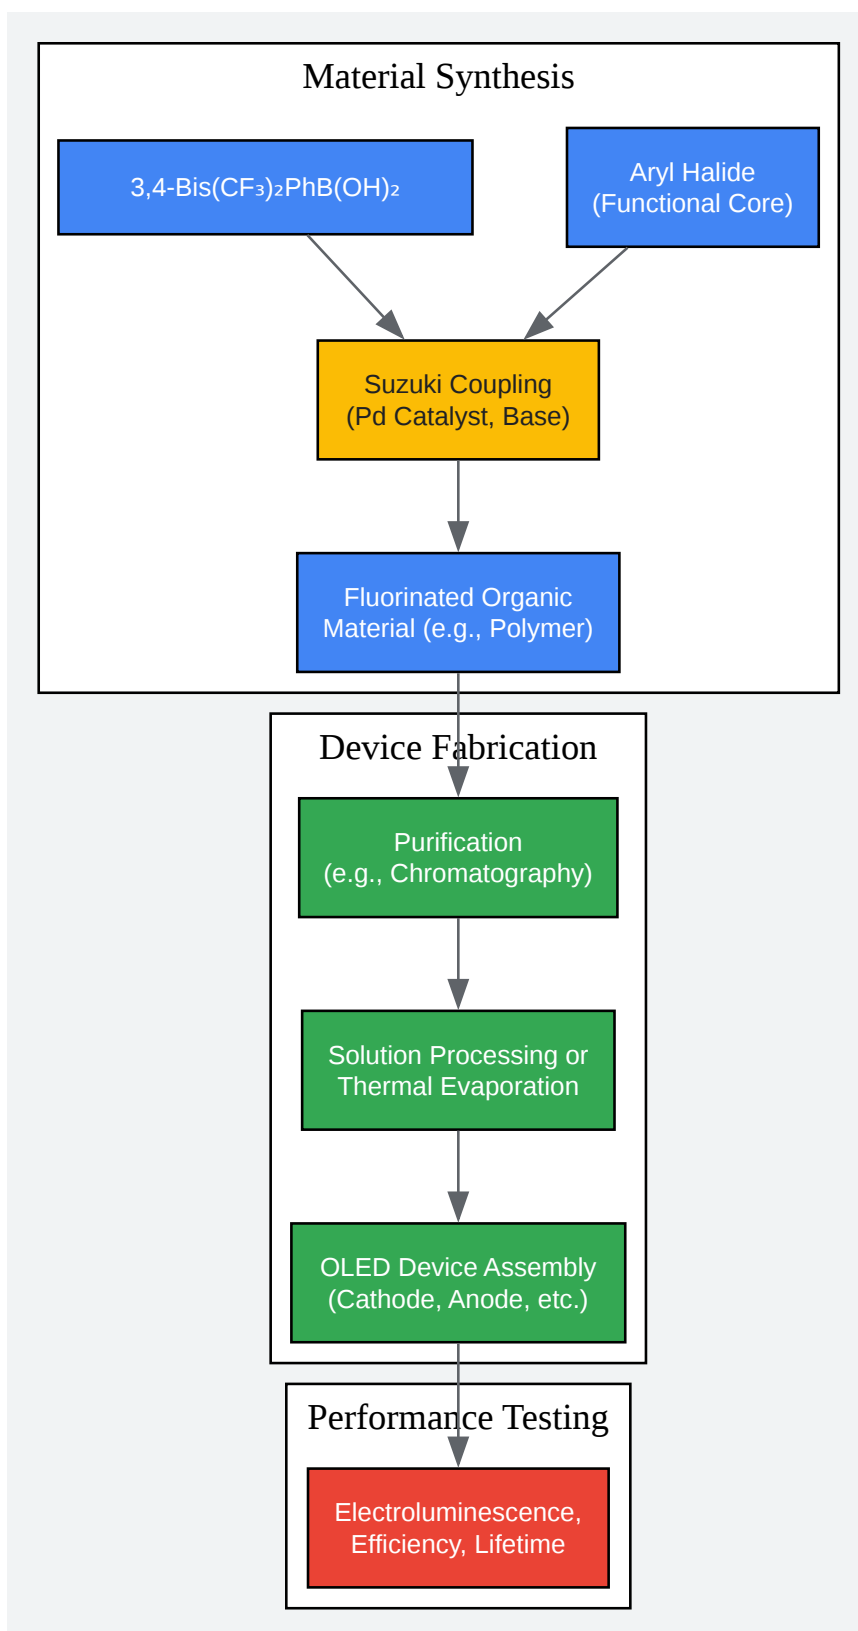 Material Synthesis
3,4-Bis(CF₃)₂PhB(OH)₂
Aryl Halide
(Functional Core)
Suzuki Coupling
(Pd Catalyst, Base)
Fluorinated Organic
Material (e.g., Polymer)
Device Fabrication
Purification
(e.g., Chromatography)
Solution Processing or
Thermal Evaporation
OLED Device Assembly
(Cathode, Anode, etc.)
Performance Testing
Electroluminescence,
Efficiency, Lifetime